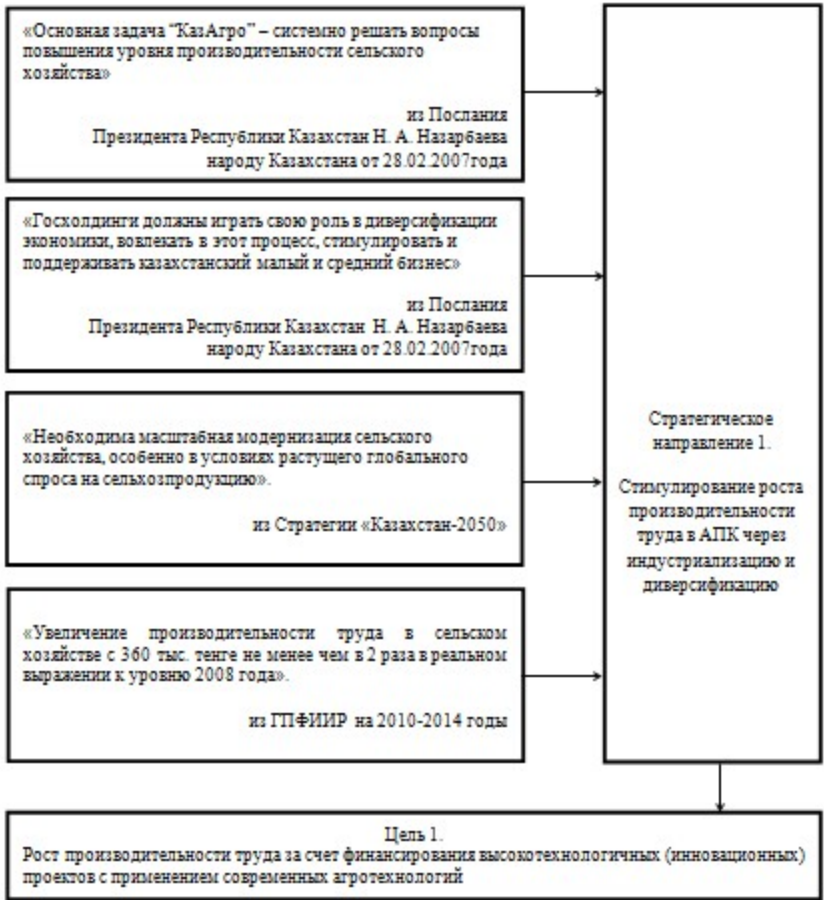 «Основная задача “КазАгро” – системно решать вопросы
повышения уровня производительности сельского
хозяйства»
из Послания
Президента Республики Казахстан Н. А. Назарбаева
народу Казахстана от 28.02.2007года
«Госхолдинги должны играть свою роль в диверсификации
экономики, вовлекать в этот процесс, стимулировать и
поддерживать казахстанский малый и средний бизнес»
из Послания
Президента Республики Казахстан Н. А. Назарбаева
народу Казахстана от 28.02.2007года
«Необходима масштабная модернизация сельского
хозяйства, особенно в условиях растущего глобального
спроса на сельхозпродукцию».
из Стратегии «Казахстан-2050»
«Увеличение производительности труда в сельском
хозяйстве с 360 тыс. тенге не менее чем в 2 раза в реальном
выражении к уровню 2008 года».
из ГПФИИР на 2010-2014 годы
Стратегическое
направление 1.
Стимулирование роста
производительности
труда в АПК через
индустриализацию и
диверсификацию
Цель 1.
Рост производительности труда за счет финансирования высокотехнологичных (инновационных)
проектов с применением современных агротехнологий